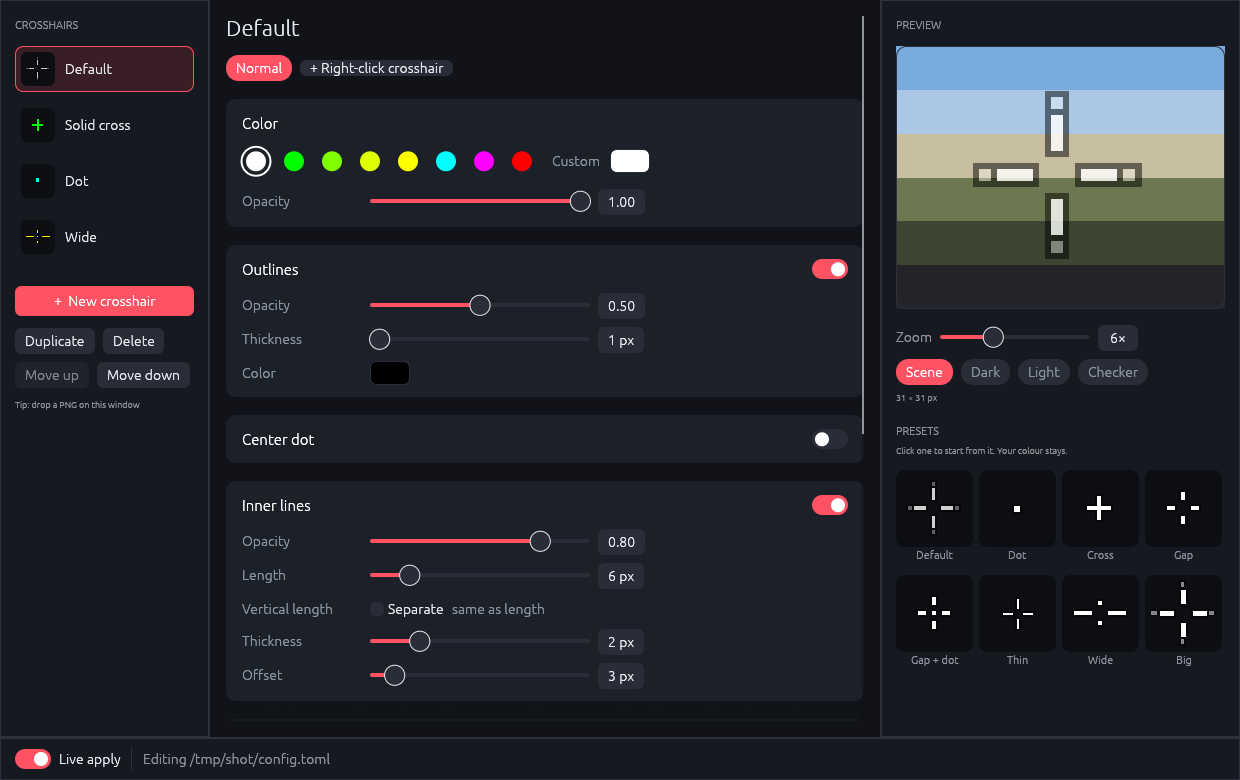 CROSSHAIRS
Default
Solid cross
Dot
Wide
+ New crosshair
Duplicate Delete
Move up Move down
Tip: drop a PNG on this window
Default
Normal + Right-click crosshair
Color
Custom
Opacity 1.00
Outlines
Opacity 0.50
Thickness 1 px
Color
Center dot
Inner lines
Opacity 0.80
Length 6 px
Vertical length Separate same as length
Thickness 2 px
Offset 3 px
PREVIEW
Zoom 6×
Scene Dark Light Checker
31 × 31 px
PRESETS
Click one to start from it. Your colour stays.
Default Dot Cross Gap
Gap + dot Thin Wide Big
Live apply Editing /tmp/shot/config.toml